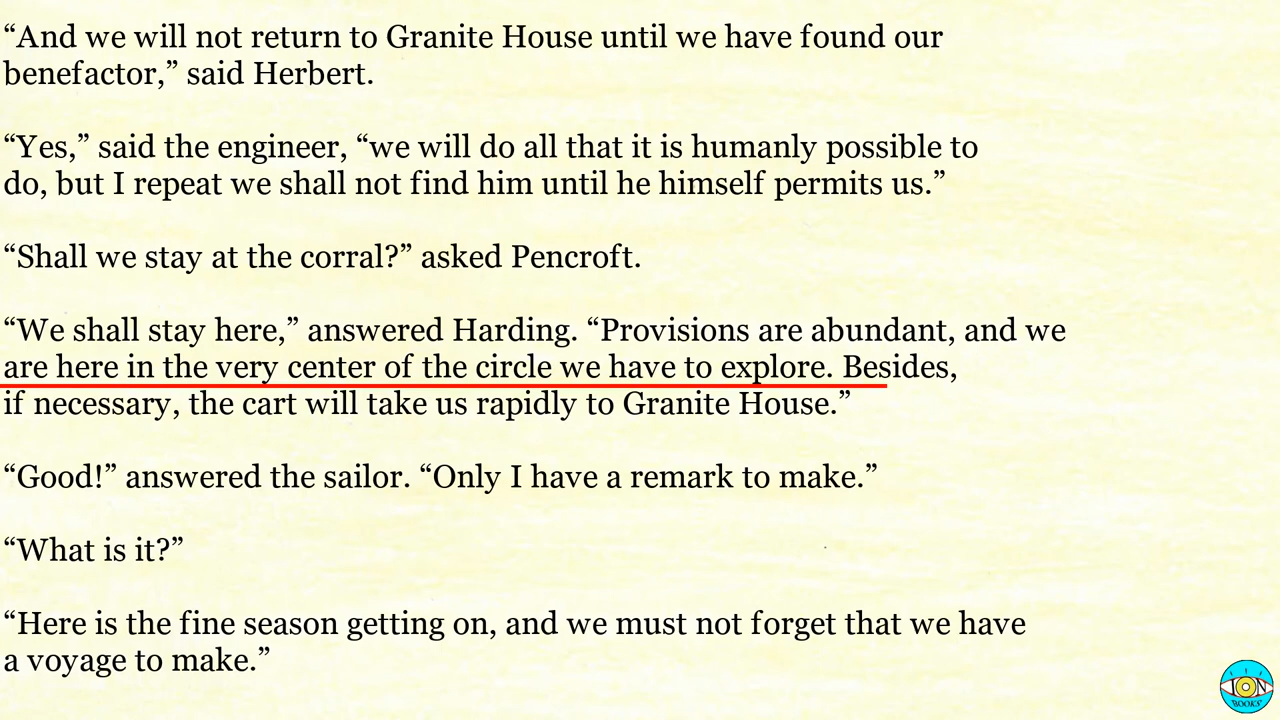 “And we will not return to Granite House until we have found our
benefactor,” said Herbert.
“Yes,” said the engineer, “we will do all that it is humanly possible to
do, but I repeat we shall not find him until he himself permits us.”
“Shall we stay at the corral?” asked Pencroft.
“We shall stay here,” answered Harding. “Provisions are abundant, and we
are here in the very center of the circle we have to explore. Besides,
if necessary, the cart will take us rapidly to Granite House.”
“Good!” answered the sailor. “Only I have a remark to make.”
“What is it?”
“Here is the fine season getting on, and we must not forget that we have
a voyage to make.”
ION
BOOKS